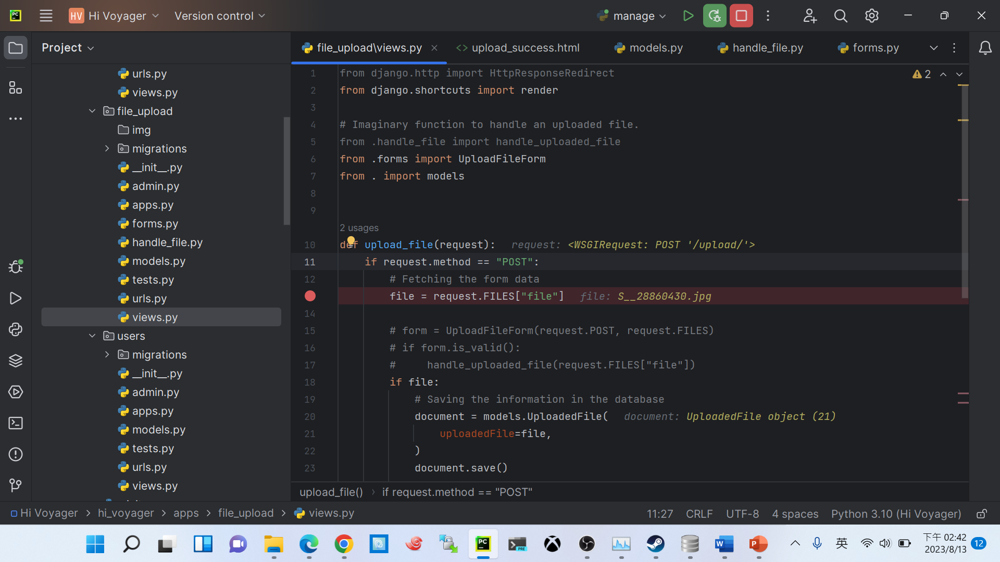 PC
HV Hi Voyager
Version control
manage
Project
urls.py
views.py
file_upload
img
migrations
__init__.py
admin.py
apps.py
forms.py
handle_file.py
models.py
tests.py
urls.py
views.py
users
migrations
__init__.py
admin.py
apps.py
models.py
tests.py
urls.py
views.py
file_upload\views.py
<> upload_success.html
models.py
handle_file.py
forms.py
2
1 from django.http import HttpResponseRedirect
2 from django.shortcuts import render
3
4 # Imaginary function to handle an uploaded file.
5 from .handle_file import handle_uploaded_file
6 from .forms import UploadFileForm
7 from . import models
8
9
2 usages
10 def upload_file(request): request: <WSGIRequest: POST '/upload/'>
11 if request.method == "POST":
12 # Fetching the form data
file = request.FILES["file"] file: S__28860430.jpg
14
15 # form = UploadFileForm(request.POST, request.FILES)
16 # if form.is_valid():
17 # handle_uploaded_file(request.FILES["file"])
18 if file:
19 # Saving the information in the database
20 document = models.UploadedFile( document: UploadedFile object (21)
21 uploadedFile=file,
22 )
23 document.save()
upload_file() › if request.method == "POST"
Hi Voyager > hi_voyager > apps > file_upload > views.py
11:27 CRLF UTF-8 4 spaces Python 3.10 (Hi Voyager)
PC
PRE
W
P
英
下午 02:42
2023/8/13
12